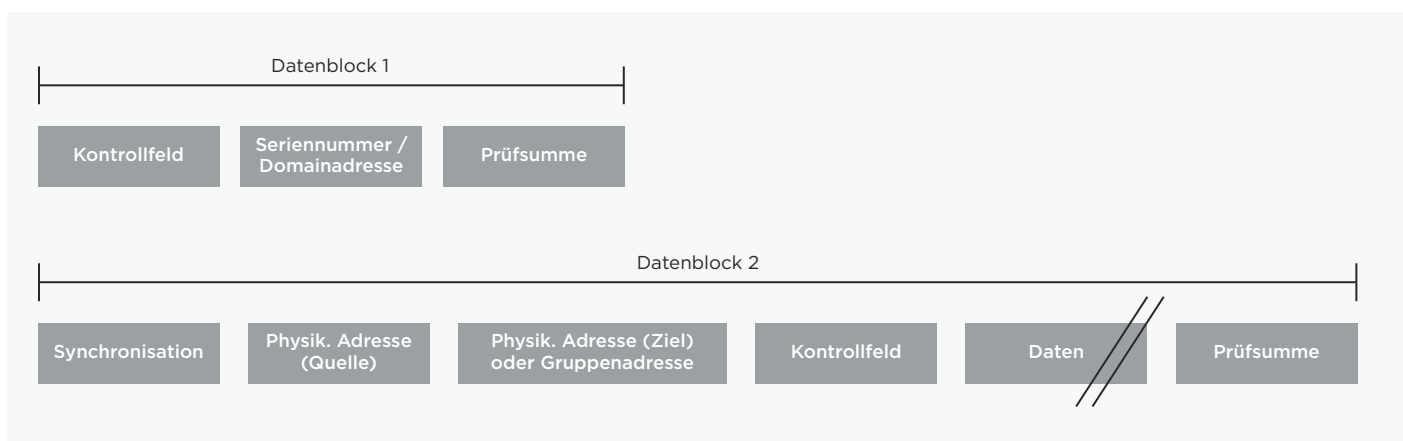 Datenblock 1
Kontrollfeld
Seriennummer /
Domainadresse
Prüfsumme
Datenblock 2
Synchronisation
Physik. Adresse
(Quelle)
Physik. Adresse (Ziel)
oder Gruppenadresse
Kontrollfeld
Daten
Prüfsumme